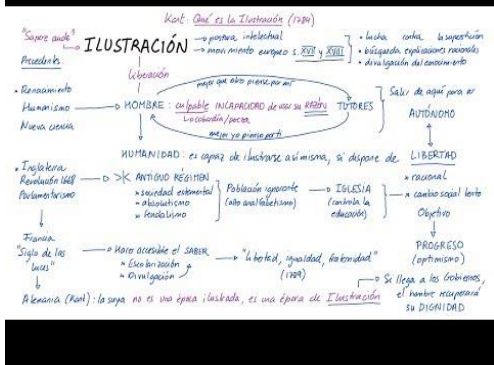 Kant: Qué es la Ilustración (1784)
"Sapere aude"
ILUSTRACIÓN
→ postura intelectual
→ movimiento europeo s. XVII y XVIII
• lucha contra la superstición
• búsqueda explicaciones racionales
• divulgación del conocimiento
Precedentes:
liberación
• Renacimiento
Humanismo
Nueva ciencia
mejor que otro piense por mí
HOMBRE: culpable INCAPACIDAD de usar su RAZÓN
↳ cobardía/pereza
TUTORES
mejor yo pienso por ti
Salir de aquí para ser
AUTÓNOMO
HUMANIDAD: es capaz de ilustrarse a sí misma, si dispone de LIBERTAD
• Inglaterra
Revolución 1688
Parlamentarismo
ANTIGUO RÉGIMEN
* sociedad estamental
* absolutismo
* feudalismo
Población ignorante
(alto analfabetismo)
→ IGLESIA
(controla la
educación)
* racional
* cambio social lento
Objetivo
PROGRESO
(optimismo)
Francia
"Siglo de las
luces"
→ Hace accesible el SABER
* Escolarización
* Divulgación
→ "libertad, igualdad, fraternidad"
(1789)
→ Si llega a los Gobiernos,
el hombre recuperará
su DIGNIDAD
Alemania (Kant): la suya no es una época ilustrada, es una época de Ilustración